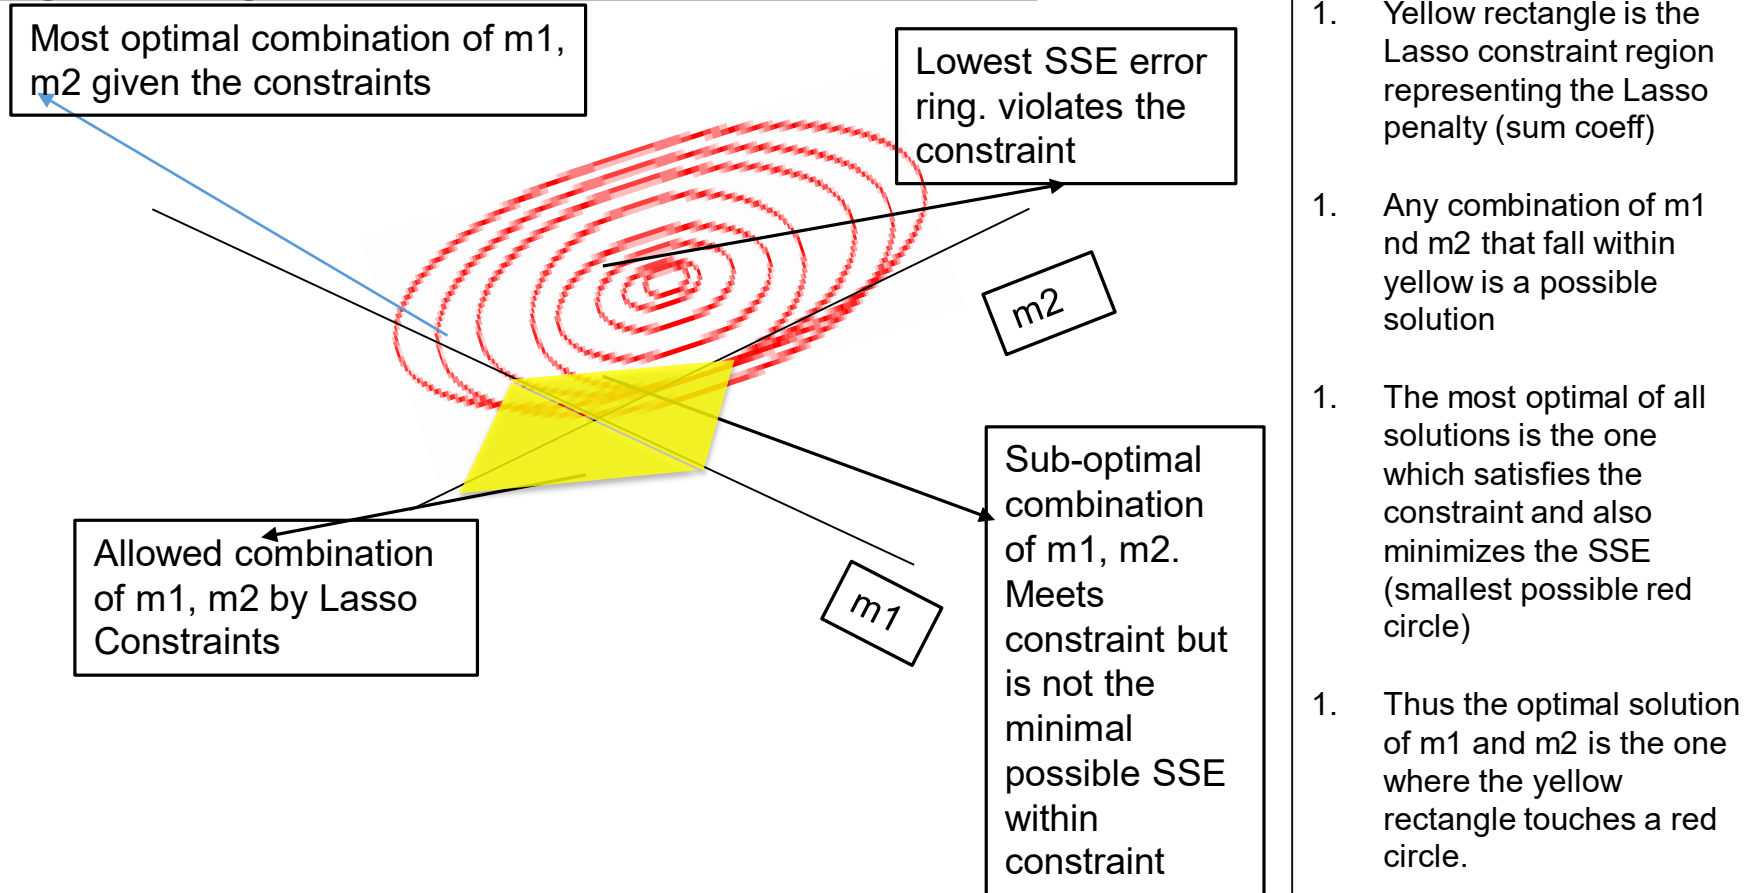 Most optimal combination of m1,
m2 given the constraints
Lowest SSE error
ring. violates the
constraint
m2
Sub-optimal
combination
of m1, m2.
Meets
constraint but
is not the
minimal
possible SSE
within
constraint
Allowed combination
of m1, m2 by Lasso
Constraints
m1
1. Yellow rectangle is the
Lasso constraint region
representing the Lasso
penalty (sum coeff)
1. Any combination of m1
nd m2 that fall within
yellow is a possible
solution
1. The most optimal of all
solutions is the one
which satisfies the
constraint and also
minimizes the SSE
(smallest possible red
circle)
1. Thus the optimal solution
of m1 and m2 is the one
where the yellow
rectangle touches a red
circle.